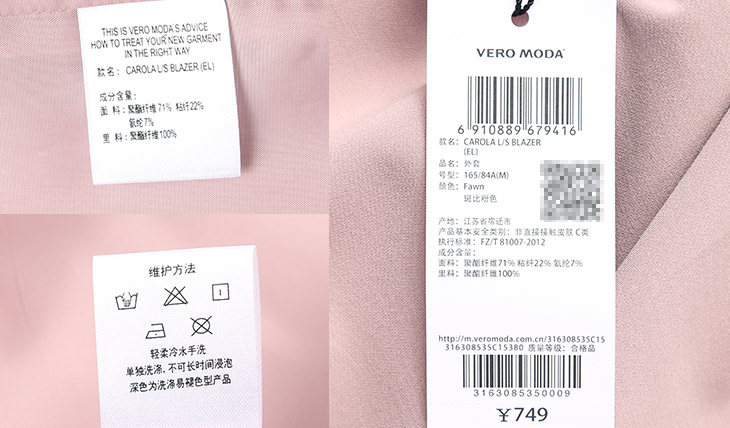 THIS IS VERO MODA'S ADVICE
HOW TO TREAT YOUR NEW GARMENT
IN THE RIGHT WAY
款名： CAROLA L/S BLAZER (EL)
成分含量：
面 料：聚酯纤维71% 粘纤22%
氨纶7%
里 料：聚酯纤维100%
维护方法
轻柔冷水手洗
单独洗涤，不可长时间浸泡
深色为洗涤易褪色型产品
VERO MODA
6 910889 679416
款名： CAROLA L/S BLAZER
(EL)
品名： 外套
号型： 165/84A(M)
颜色： Fawn
斑比粉色
产地： 江苏省宿迁市
产品基本安全类别：非直接接触皮肤 C类
执行标准：FZ/T 81007-2012
成分含量：
面料：聚酯纤维71% 粘纤22% 氨纶7%
里料：聚酯纤维100%
http://m.veromoda.com.cn/316308535C15
316308535C15380 质量等级：合格品
3163085350009
￥749